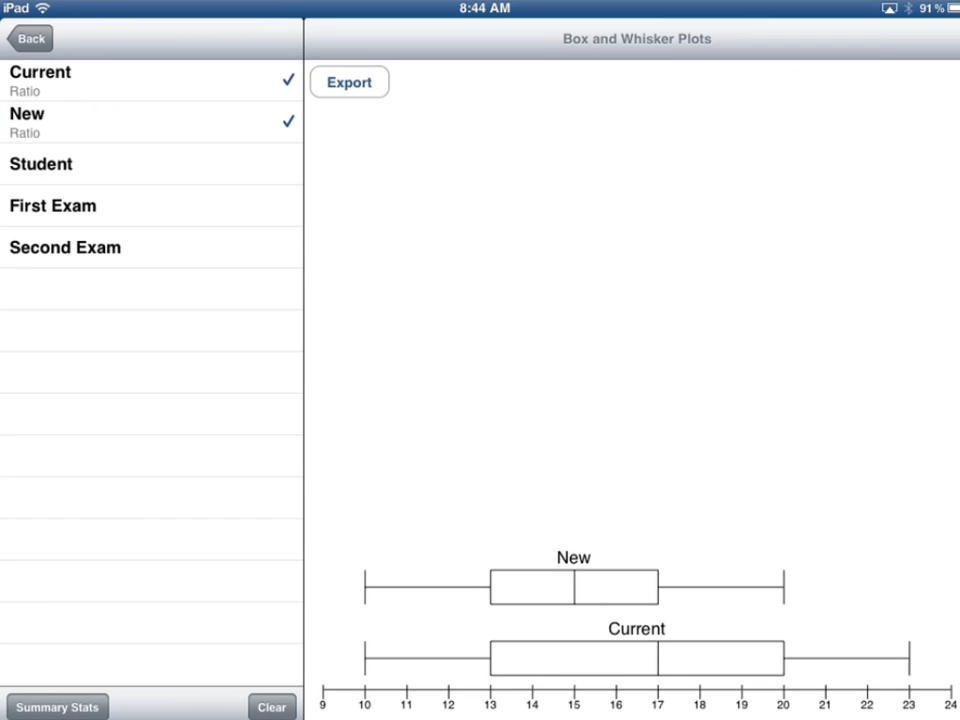 iPad 8:44 AM 91%
Back Box and Whisker Plots
Current
Ratio
Export
New
Ratio
Student
First Exam
Second Exam
New
Current
9 10 11 12 13 14 15 16 17 18 19 20 21 22 23 24
Summary Stats Clear